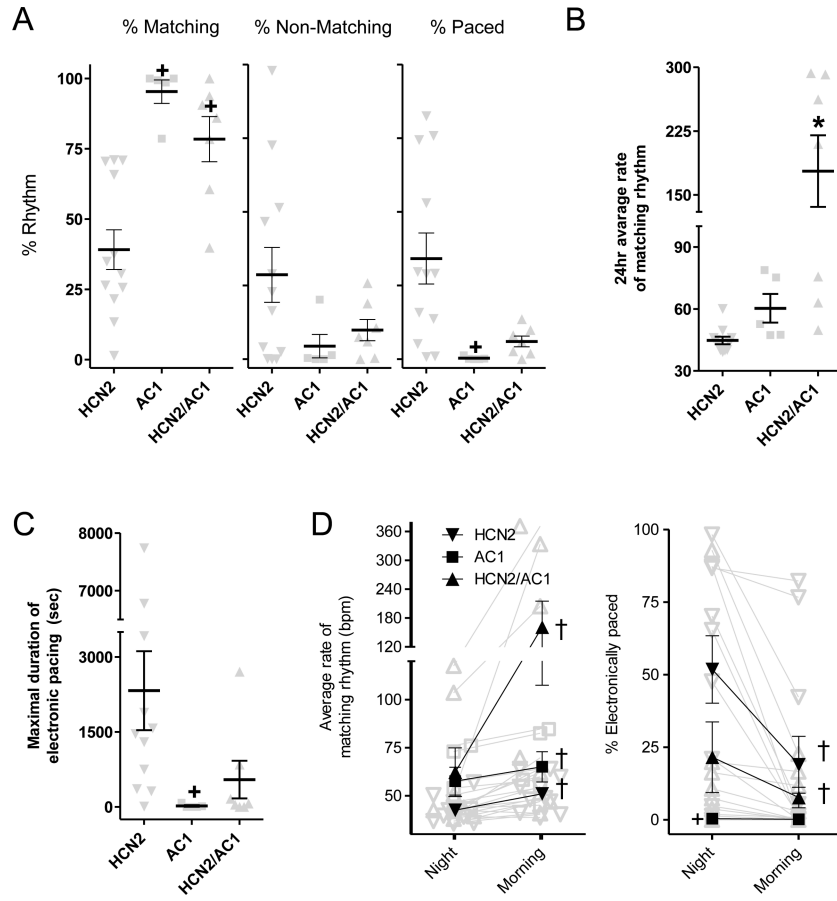 A
% Matching
% Non-Matching
% Paced
% Rhythm
100
75
50
25
0
+
+
+
HCN2
AC1
HCN2/AC1
HCN2
AC1
HCN2/AC1
HCN2
AC1
HCN2/AC1
B
24hr avarage rate
of matching rhythm
300
225
150
90
60
30
*
HCN2
AC1
HCN2/AC1
C
Maximal duration of
electronic pacing (sec)
8000
7000
3000
1500
0
+
HCN2
AC1
HCN2/AC1
D
Average rate of
matching rhythm (bpm)
360
300
240
180
120
100
75
50
HCN2
AC1
HCN2/AC1
†
†
†
Night
Morning
% Electronically paced
100
75
50
25
0
+
†
†
Night
Morning